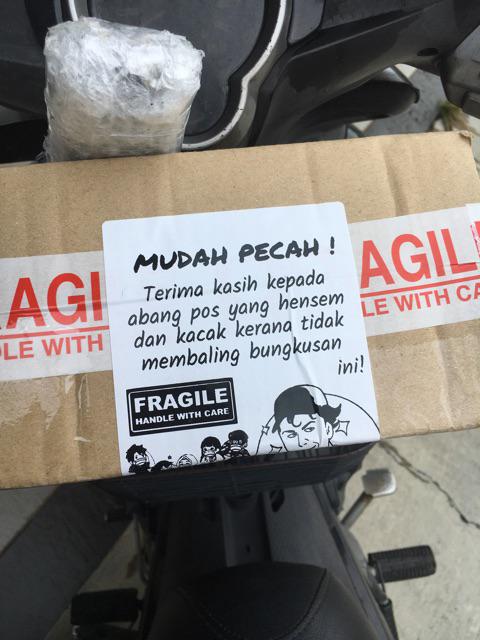 MUDAH PECAH !
Terima kasih kepada
abang pos yang hensem
dan kacak kerana tidak
membaling bungkusan
ini!
FRAGILE
HANDLE WITH CARE
AGI
LE WITH
AGIL
LE WITH CA